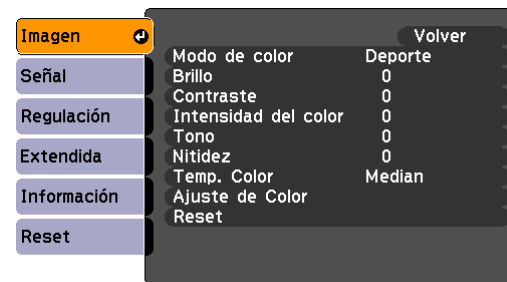 Imagen
Señal
Regulación
Extendida
Información
Reset
Volver
Modo de color Deporte
Brillo 0
Contraste 0
Intensidad del color 0
Tono 0
Nitidez 0
Temp. Color Median
Ajuste de Color
Reset